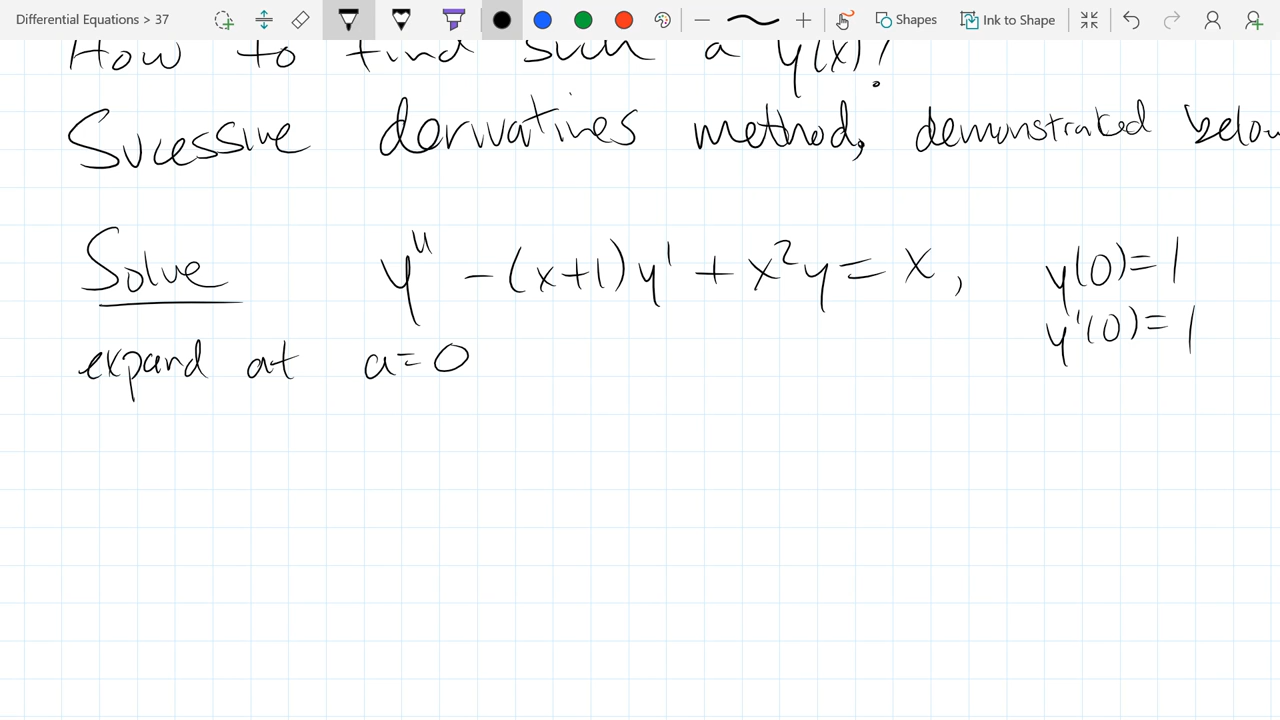 Differential Equations > 37
Shapes
Ink to Shape
How to find such a y(x)?
Sucessive derivatives method, demonstrated below
Solve y'' - (x+1)y' + x²y = x, y(0)=1
y'(0)=1
expand at a=0